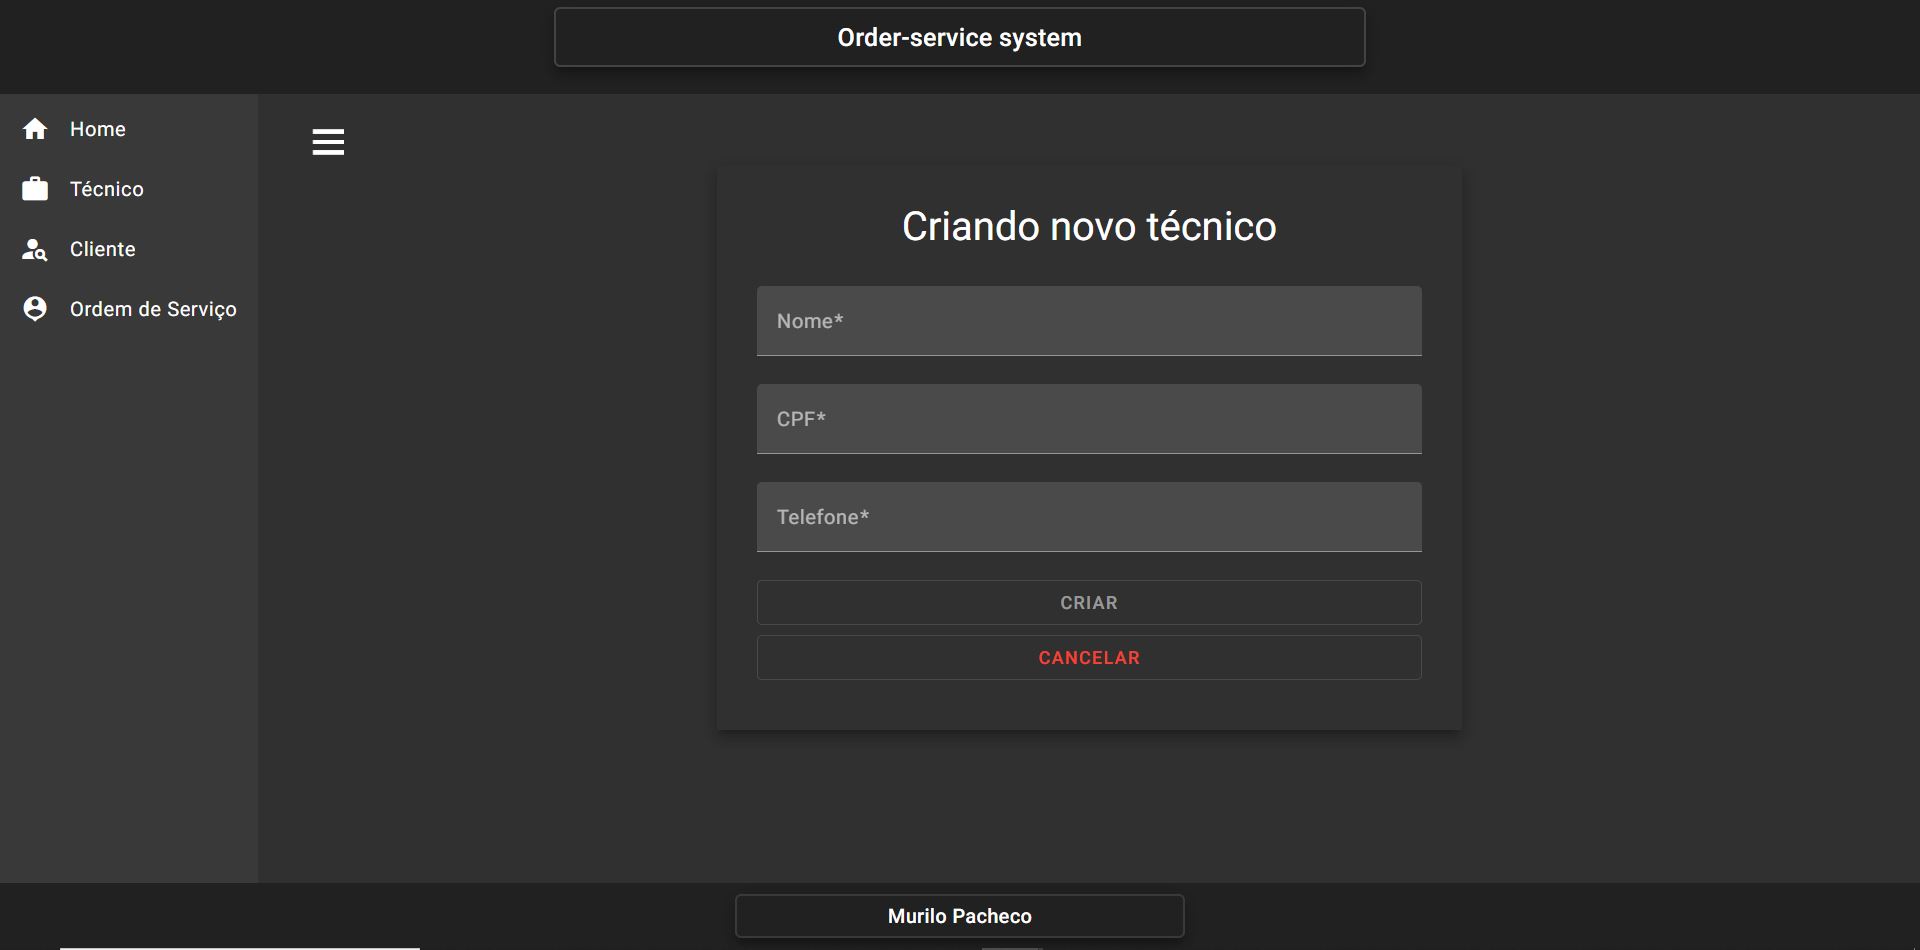 Order-service system
Home
Técnico
Cliente
Ordem de Serviço
Criando novo técnico
Nome*
CPF*
Telefone*
CRIAR
CANCELAR
Murilo Pacheco